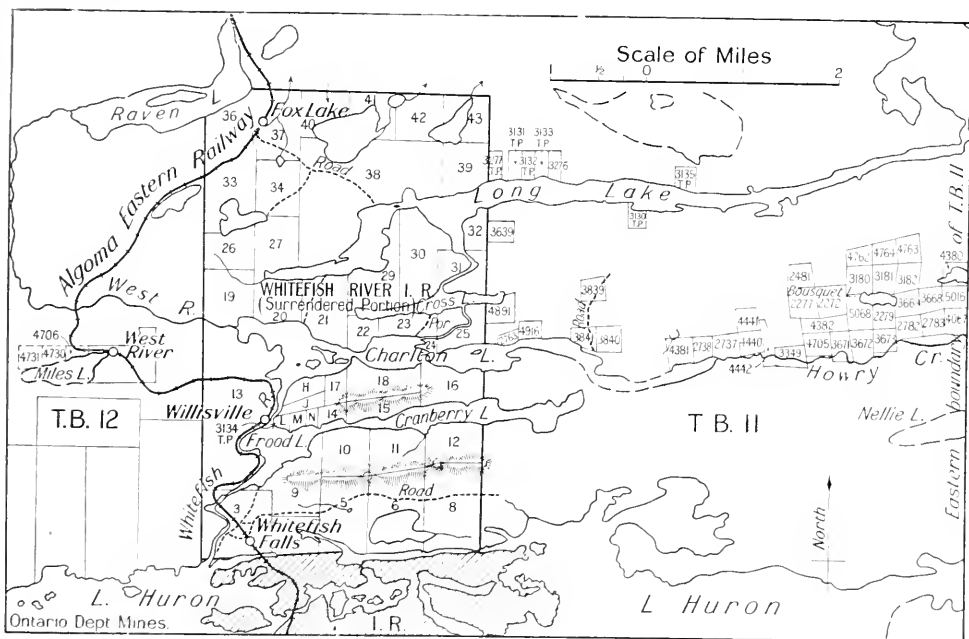 Scale of Miles
1 ½ 0 2
Raven L.
Fox Lake
Algoma Eastern Railway
36
37
40
4
42
43
33
34
Road
38
39
26
27
19
30
32
3639
29
31
WHITEFISH RIVER I. R.
(Surrendered Portion)
Cross L.
20
21
22
23
Por.
24
25
4891
4916
3131 T.P.
3133 T.P.
3277 T.P.
3132 T.P.
3276
3135 T.P.
3130 T.P.
Long Lake
West R.
4706
4731
4730
West River
Miles L.
Charlton L.
Road
3839
3840
4381
2738
2737
4441
4440
4442
3349
4382
4705
3671
3672
3673
2481
Bousquet L.
2277
2272
4762
4764
4763
3180
3181
3182
5068
2279
3664
3668
5016
2782
2783
4067
4380
Howry Cr.
Eastern boundary of T.B. 11
13
Willisville
3134 T.P.
Frood L.
R.
H
J
L M N
17
18
16
14
15
Cranberry L
10
11
12
9
5
6
8
Road
3
Whitefish
Whitefish Falls
T.B. 12
T.B. 11
Nellie L.
North
L. Huron
L Huron
I. R.
Ontario Dept Mines.